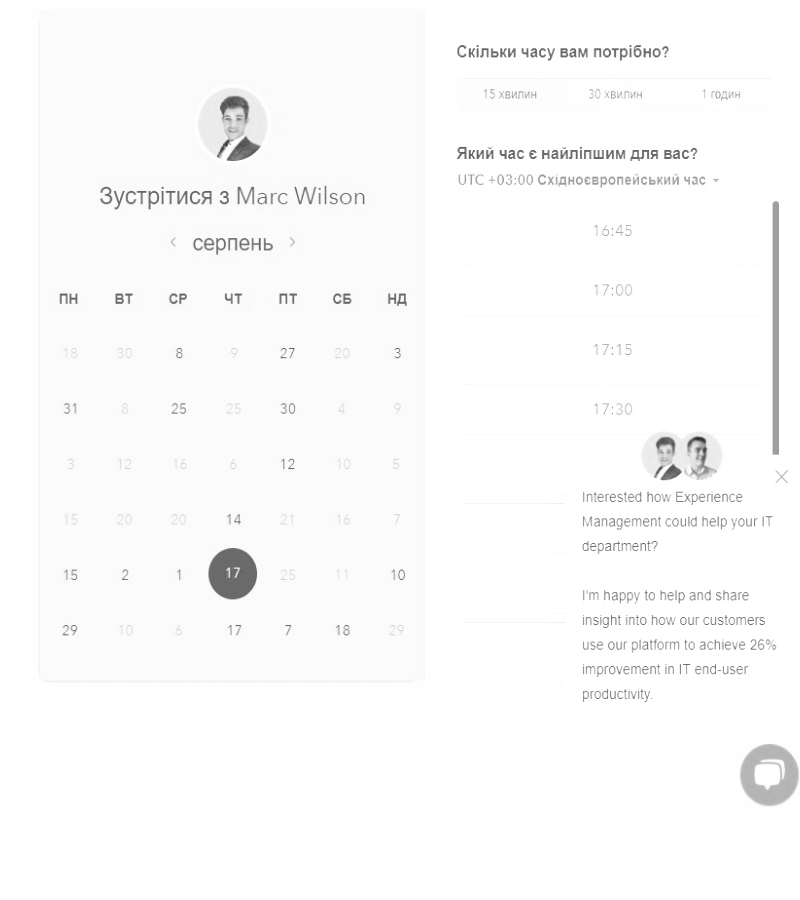 Зустрітися з Marc Wilson
серпень
ПН ВТ СР ЧТ ПТ СБ НД
18 30 8 9 27 20 3
31 8 25 25 30 4 9
3 12 16 6 12 10 5
15 20 20 14 21 16 7
15 2 1 17 25 11 10
29 10 6 17 7 18 29
Скільки часу вам потрібно?
15 хвилин 30 хвилин 1 годин
Який час є найліпшим для вас?
UTC +03:00 Східноєвропейський час
16:45
17:00
17:15
17:30
Interested how Experience
Management could help your IT
department?
I'm happy to help and share
insight into how our customers
use our platform to achieve 26%
improvement in IT end-user
productivity.